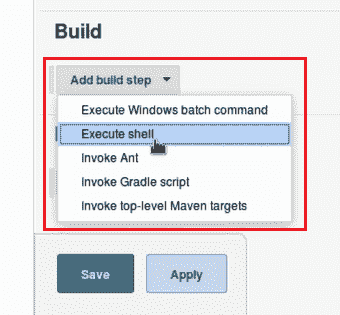 Build
Add build step
Execute Windows batch command
Execute shell
Invoke Ant
Invoke Gradle script
Invoke top-level Maven targets
Save
Apply